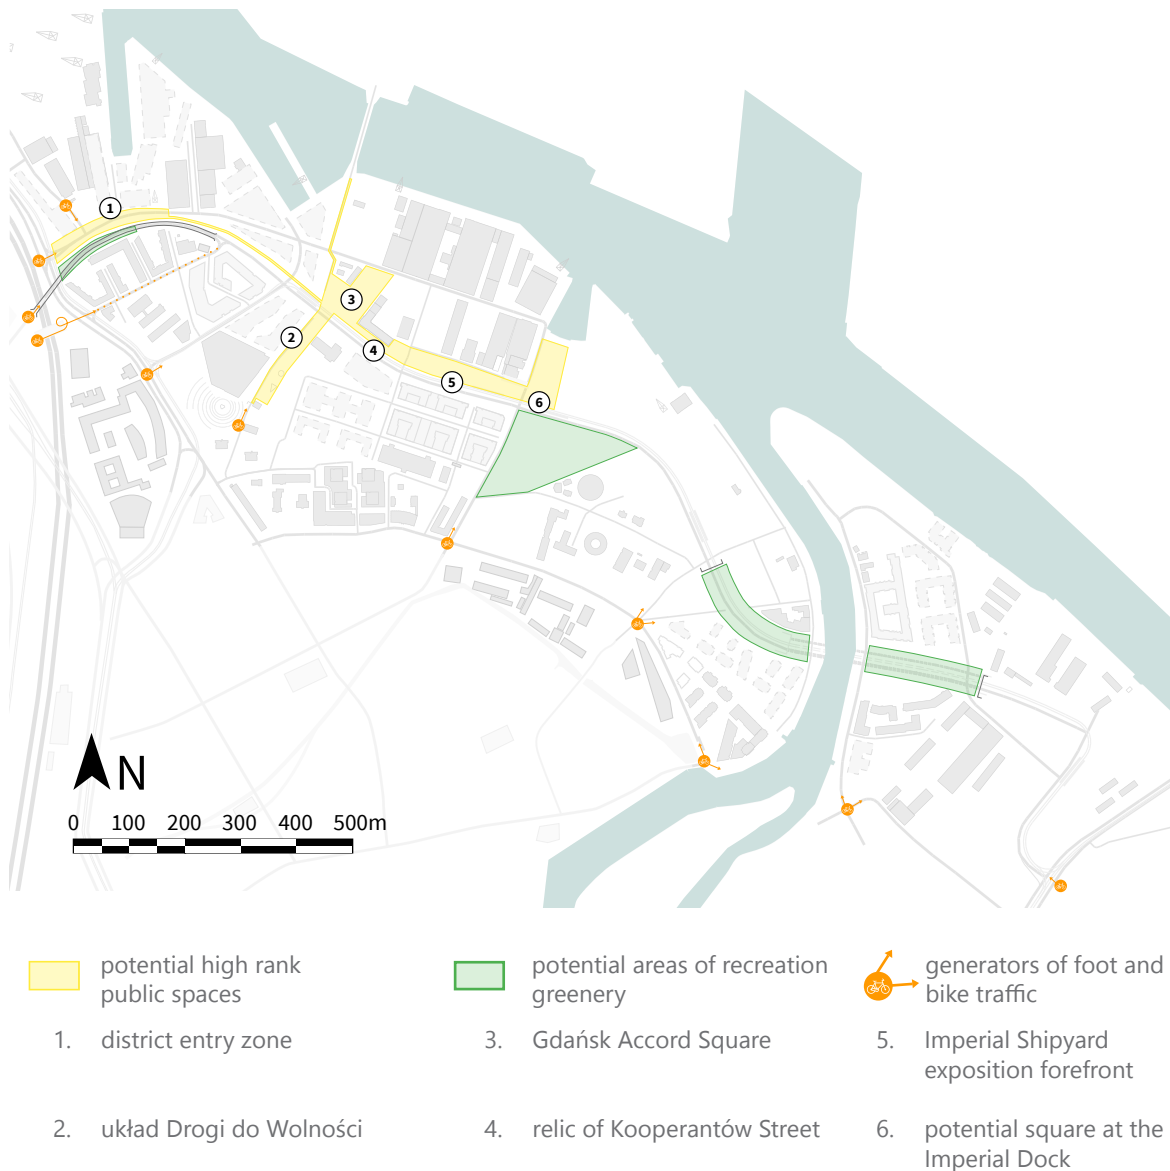 1
3
2
4
5
6
N
0 100 200 300 400 500m
potential high rank
public spaces
potential areas of recreation
greenery
generators of foot and
bike traffic
1. district entry zone
3. Gdańsk Accord Square
5. Imperial Shipyard
exposition forefront
2. układ Drogi do Wolności
4. relic of Kooperantów Street
6. potential square at the
Imperial Dock